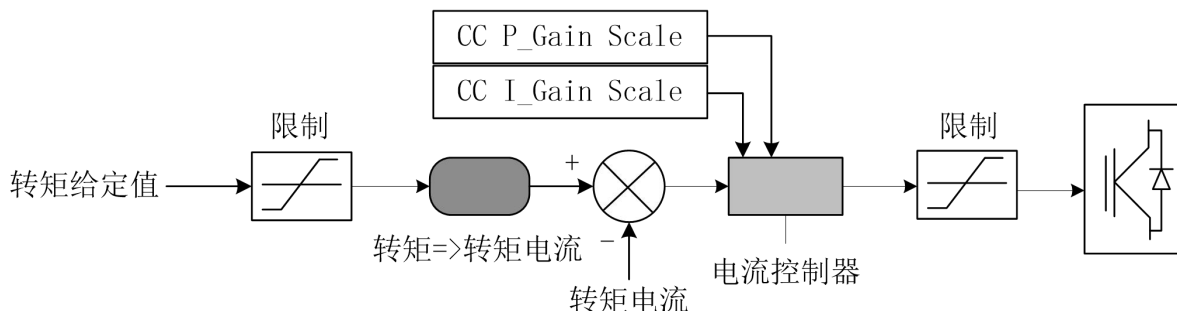 CC P_Gain Scale
CC I_Gain Scale
限制
限制
转矩给定值
+
转矩=>转矩电流
-
电流控制器
转矩电流